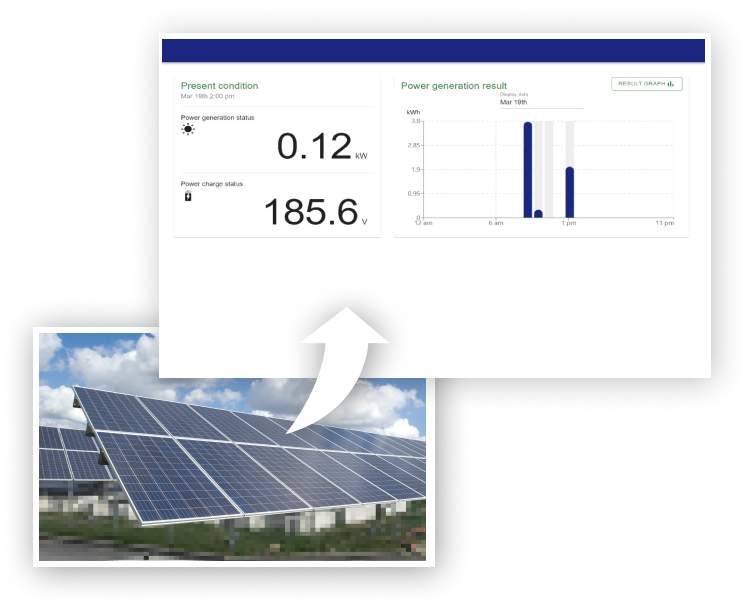 Present condition
Mar 19th 2:00 pm
Power generation status
0.12 kW
Power charge status
185.6 V
Power generation result
RESULT GRAPH
Display date
Mar 19th
kWh
3.8
2.85
1.9
0.95
0
12 am
6 am
1 pm
11 pm